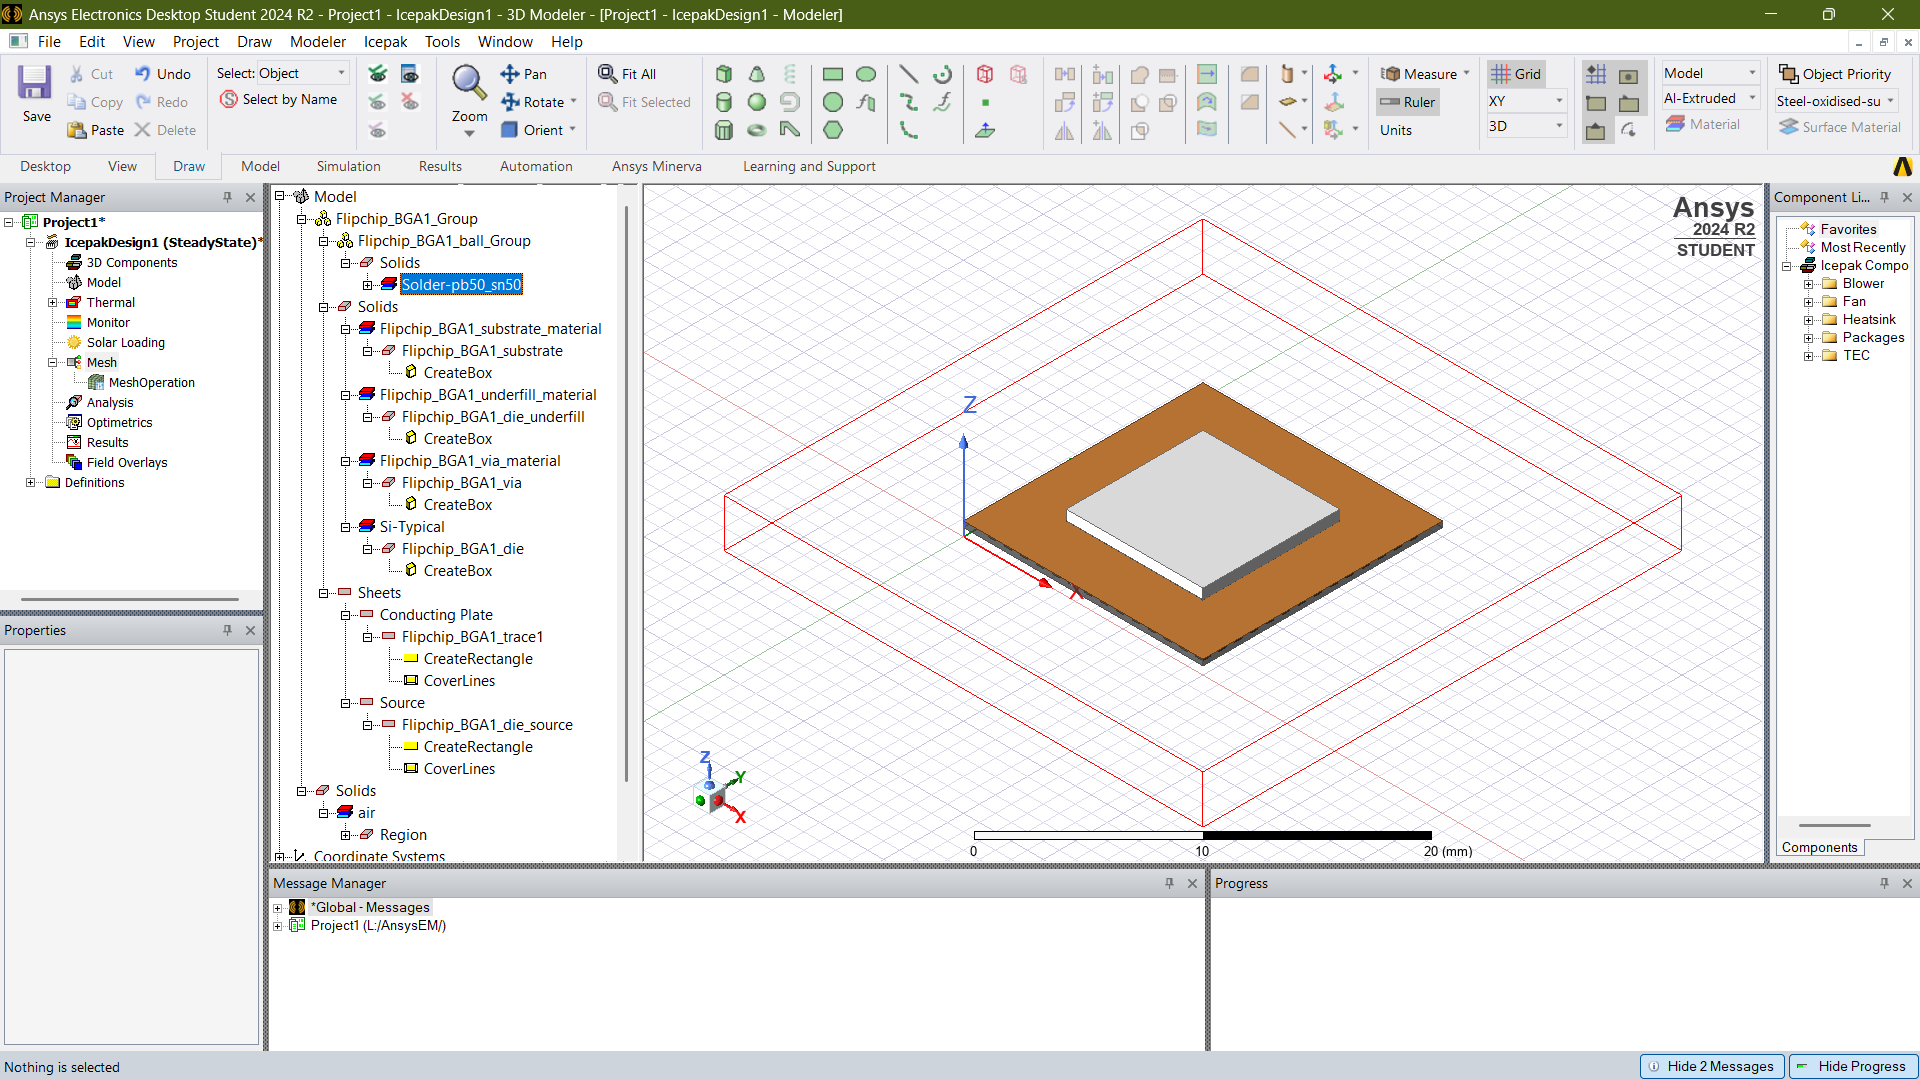 Ansys Electronics Desktop Student 2024 R2 - Project1 - IcepakDesign1 - 3D Modeler - [Project1 - IcepakDesign1 - Modeler]
File Edit View Project Draw Modeler Icepak Tools Window Help
Save
Cut
Copy
Paste
Undo
Redo
Delete
Select: Object
Select by Name
Zoom
Pan
Rotate
Orient
Fit All
Fit Selected
Measure
Ruler
Units
Grid
XY
3D
Model
Al-Extruded
Material
Object Priority
Steel-oxidised-su
Surface Material
Desktop View Draw Model Simulation Results Automation Ansys Minerva Learning and Support
Project Manager
Project1*
IcepakDesign1 (SteadyState)*
3D Components
Model
Thermal
Monitor
Solar Loading
Mesh
MeshOperation
Analysis
Optimetrics
Results
Field Overlays
Definitions
Properties
Model
Flipchip_BGA1_Group
Flipchip_BGA1_ball_Group
Solids
Solder-pb50_sn50
Solids
Flipchip_BGA1_substrate_material
Flipchip_BGA1_substrate
CreateBox
Flipchip_BGA1_underfill_material
Flipchip_BGA1_die_underfill
CreateBox
Flipchip_BGA1_via_material
Flipchip_BGA1_via
CreateBox
Si-Typical
Flipchip_BGA1_die
CreateBox
Sheets
Conducting Plate
Flipchip_BGA1_trace1
CreateRectangle
CoverLines
Source
Flipchip_BGA1_die_source
CreateRectangle
CoverLines
Solids
air
Region
Coordinate Systems
Ansys
2024 R2
STUDENT
Z
X
Z
Y
X
0 10 20 (mm)
Component Li...
Favorites
Most Recently
Icepak Compo
Blower
Fan
Heatsink
Packages
TEC
Components
Message Manager
*Global - Messages
Project1 (L:/AnsysEM/)
Progress
Nothing is selected
Hide 2 Messages
Hide Progress